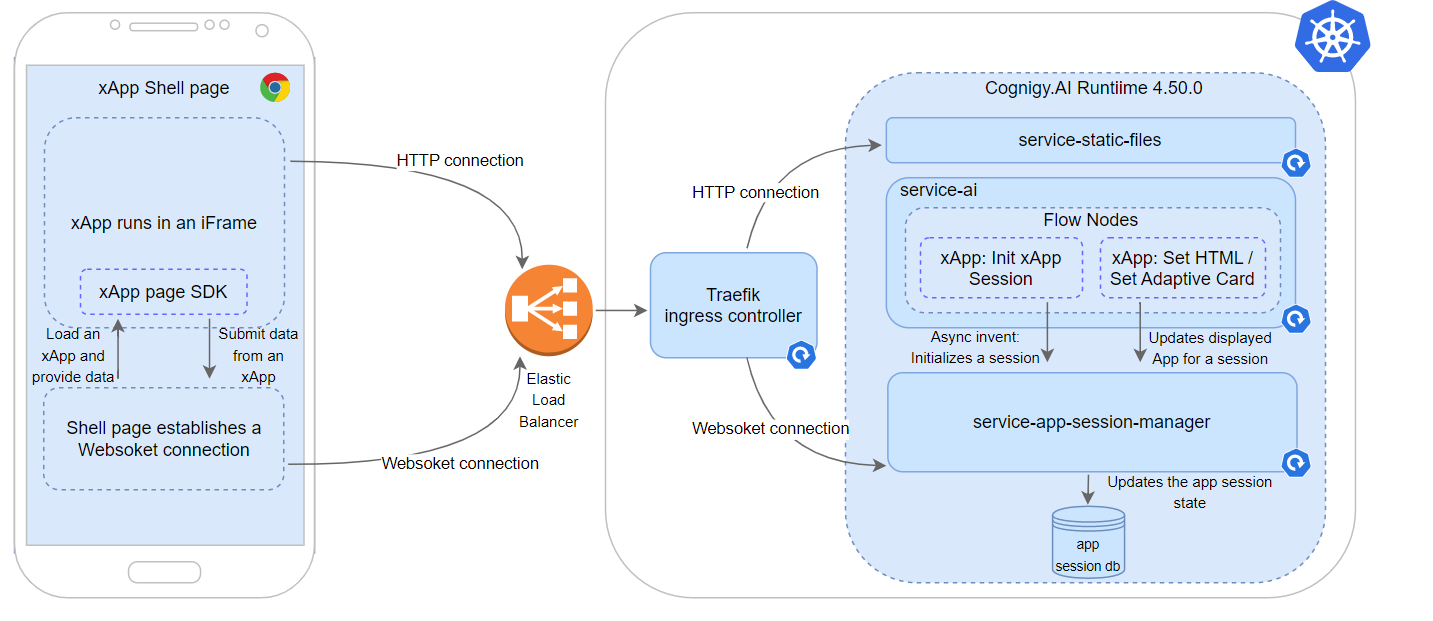 xApp Shell page
xApp runs in an iFrame
xApp page SDK
Load an
xApp and
provide data
Submit data
from an
xApp
Shell page establishes a
Websoket connection
HTTP connection
Websoket connection
Elastic
Load
Balancer
Traefik
ingress controller
HTTP connection
Websoket connection
Cognigy.AI Runtiime 4.50.0
service-static-files
service-ai
Flow Nodes
xApp: Init xApp
Session
xApp: Set HTML /
Set Adaptive Card
Async invent:
Initializes a session
Updates displayed
App for a session
service-app-session-manager
Updates the app session
state
app
session db